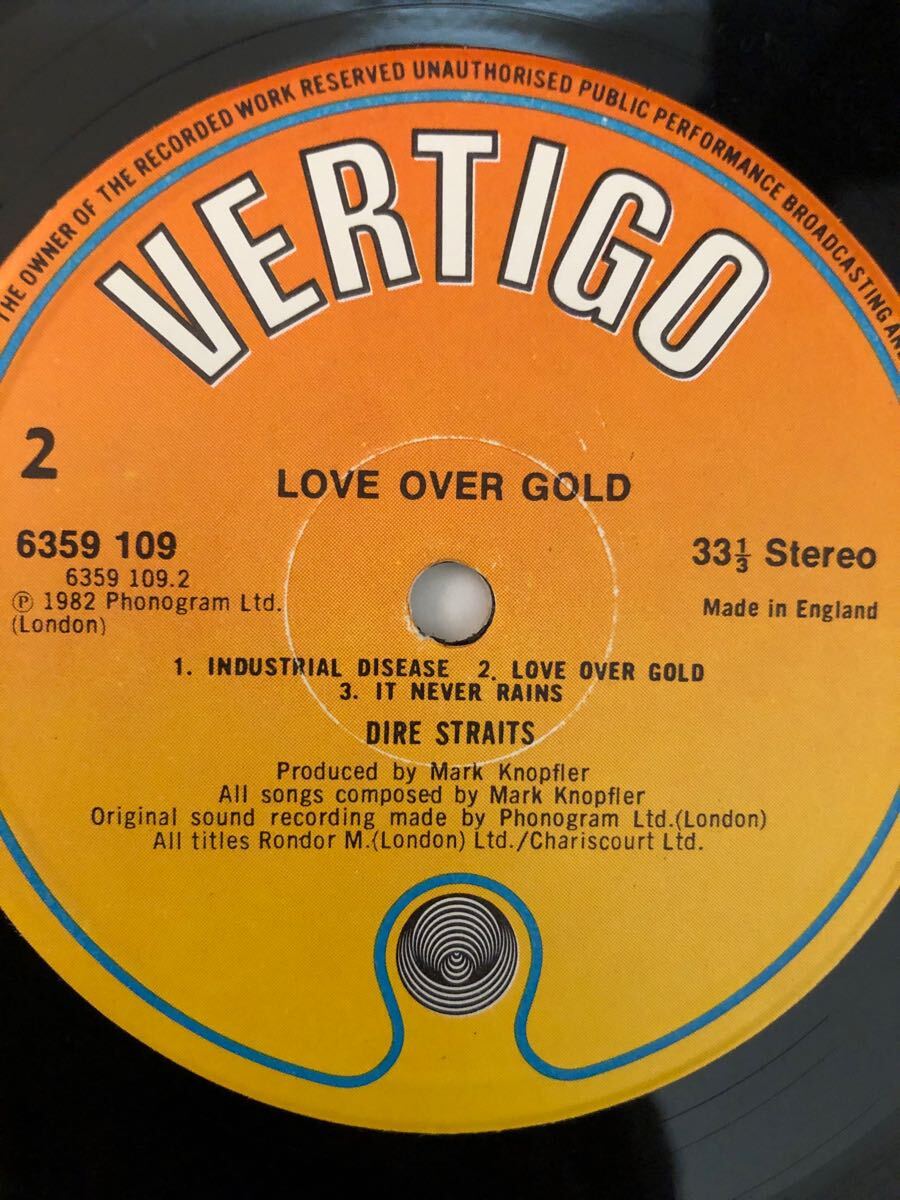 THE OWNER OF THE RECORDED WORK RESERVED UNAUTHORISED PUBLIC PERFORMANCE BROADCASTING AN
VERTIGO
2
LOVE OVER GOLD
6359 109
33⅓ Stereo
6359 109.2
℗ 1982 Phonogram Ltd.
(London)
Made in England
1. INDUSTRIAL DISEASE 2. LOVE OVER GOLD
3. IT NEVER RAINS
DIRE STRAITS
Produced by Mark Knopfler
All songs composed by Mark Knopfler
Original sound recording made by Phonogram Ltd.(London)
All titles Rondor M.(London) Ltd./Chariscourt Ltd.